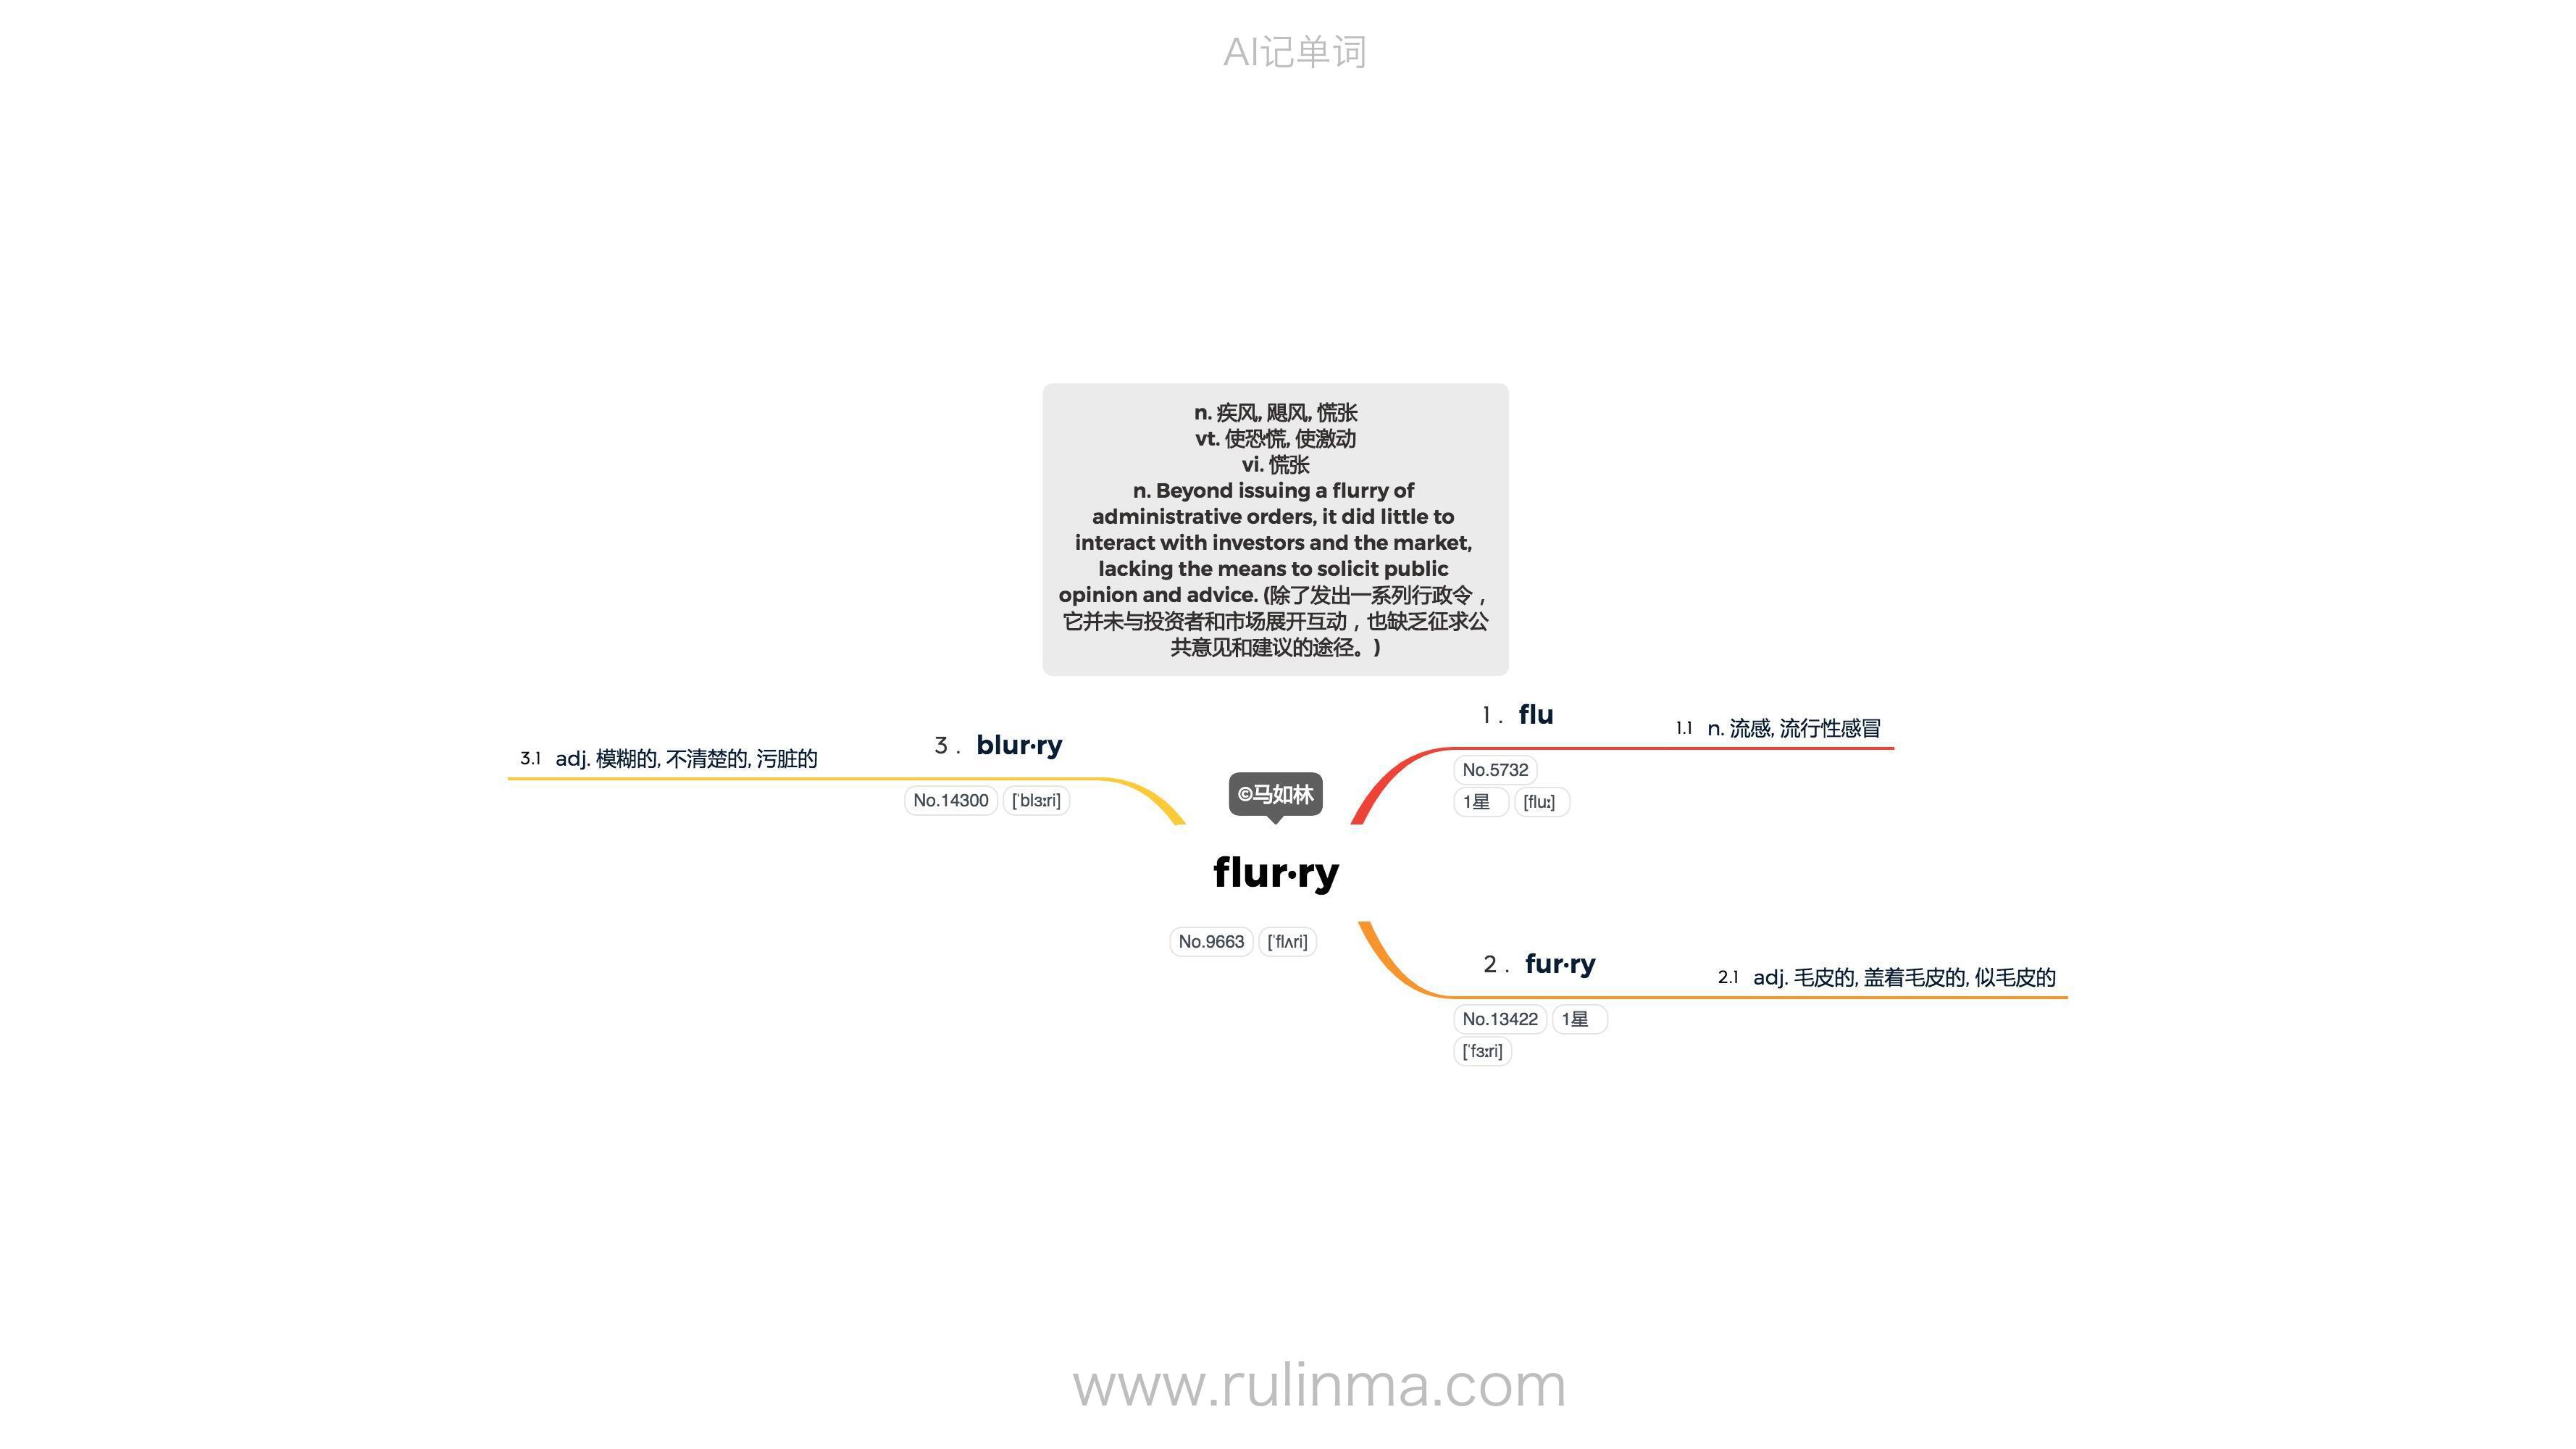 AI记单词
n. 疾风, 飓风, 慌张
vt. 使恐慌, 使激动
vi. 慌张
n. Beyond issuing a flurry of
administrative orders, it did little to
interact with investors and the market,
lacking the means to solicit public
opinion and advice. (除了发出一系列行政令，
它并未与投资者和市场展开互动，也缺乏征求公
共意见和建议的途径。)
1. flu
1.1 n. 流感, 流行性感冒
No.5732
1星 [fluː]
3. blur·ry
3.1 adj. 模糊的, 不清楚的, 污脏的
No.14300 [ˈblɜːri]
©马如林
flur·ry
No.9663 [ˈflʌri]
2. fur·ry
2.1 adj. 毛皮的, 盖着毛皮的, 似毛皮的
No.13422 1星
[ˈfɜːri]
www.rulinma.com